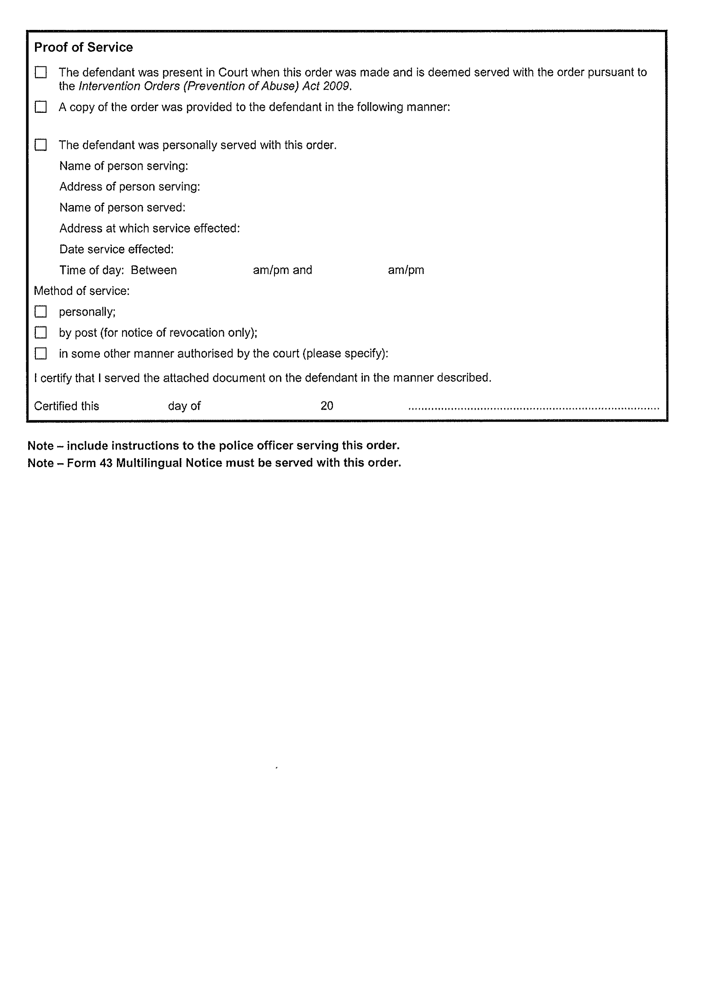 Proof of Service
☐ The defendant was present in Court when this order was made and is deemed served with the order pursuant to
the Intervention Orders (Prevention of Abuse) Act 2009.
☐ A copy of the order was provided to the defendant in the following manner:
☐ The defendant was personally served with this order.
Name of person serving:
Address of person serving:
Name of person served:
Address at which service effected:
Date service effected:
Time of day: Between am/pm and am/pm
Method of service:
☐ personally;
☐ by post (for notice of revocation only);
☐ in some other manner authorised by the court (please specify):
I certify that I served the attached document on the defendant in the manner described.
Certified this day of 20 ................................................................................
Note – include instructions to the police officer serving this order.
Note – Form 43 Multilingual Notice must be served with this order.